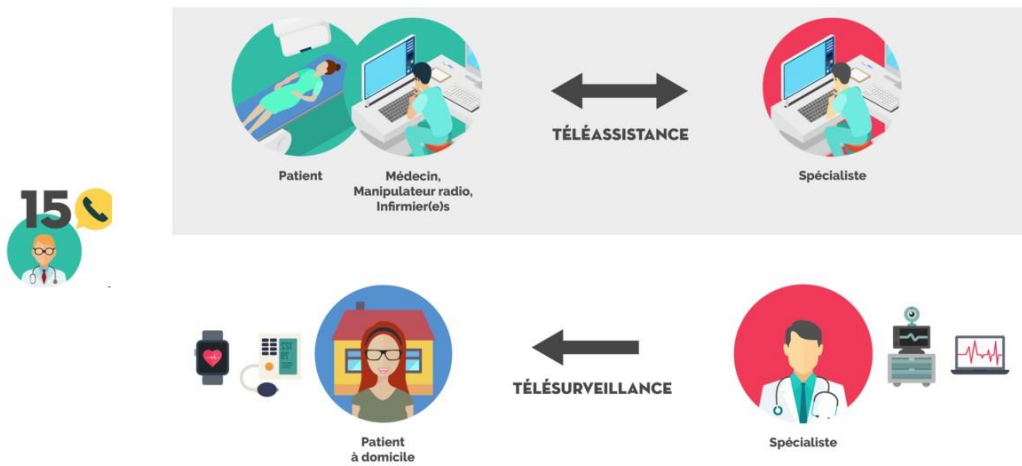 TÉLÉASSISTANCE
Patient
Médecin,
Manipulateur radio,
Infirmier(e)s
Spécialiste
15
TÉLÉSURVEILLANCE
Patient
à domicile
Spécialiste